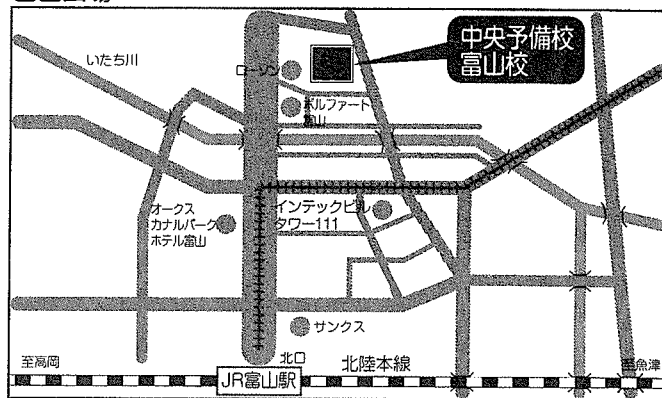 中央予備校
富山校
いたち川
ローソン
ボルファート
富山
オークス
カナルパーク
ホテル富山
インテックビル
タワー111
サンクス
至高岡
北口
北陸本線
至魚津
JR富山駅